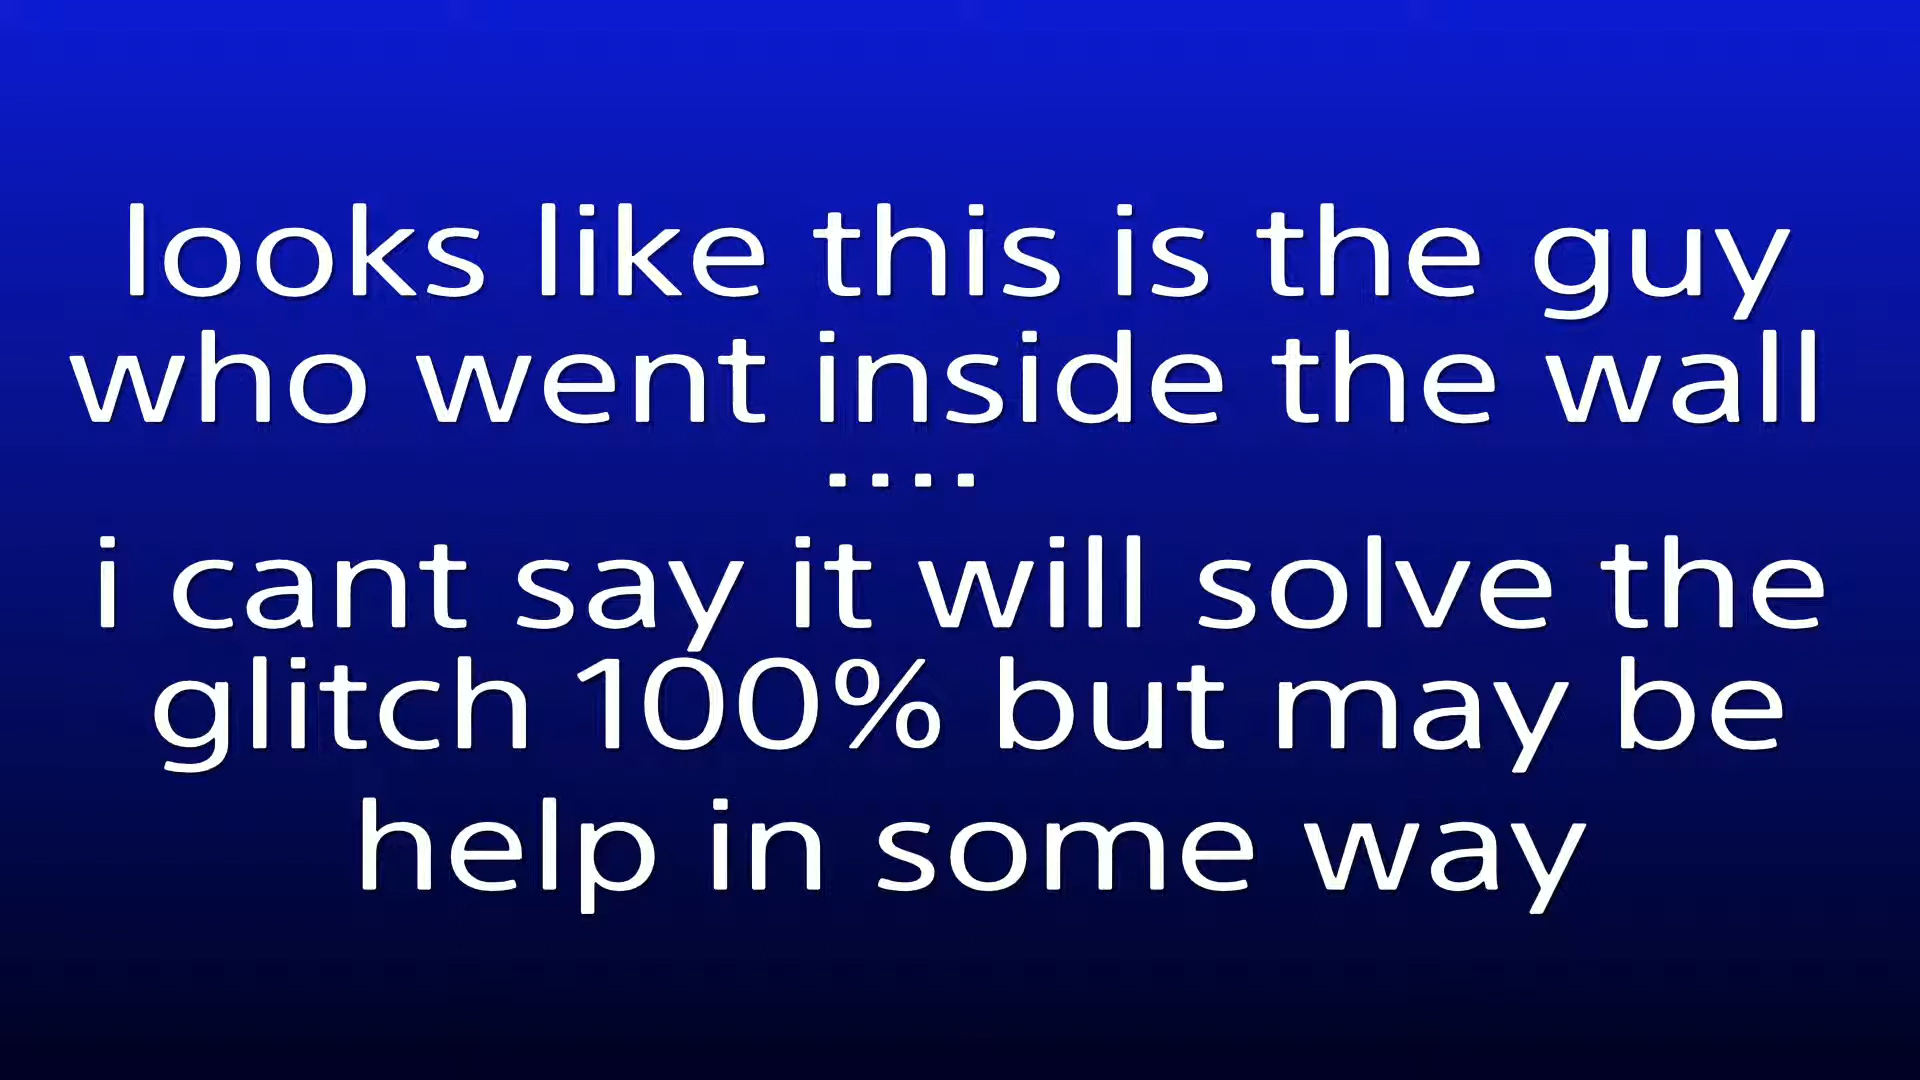 looks like this is the guy
who went inside the wall
....
i cant say it will solve the
glitch 100% but may be
help in some way